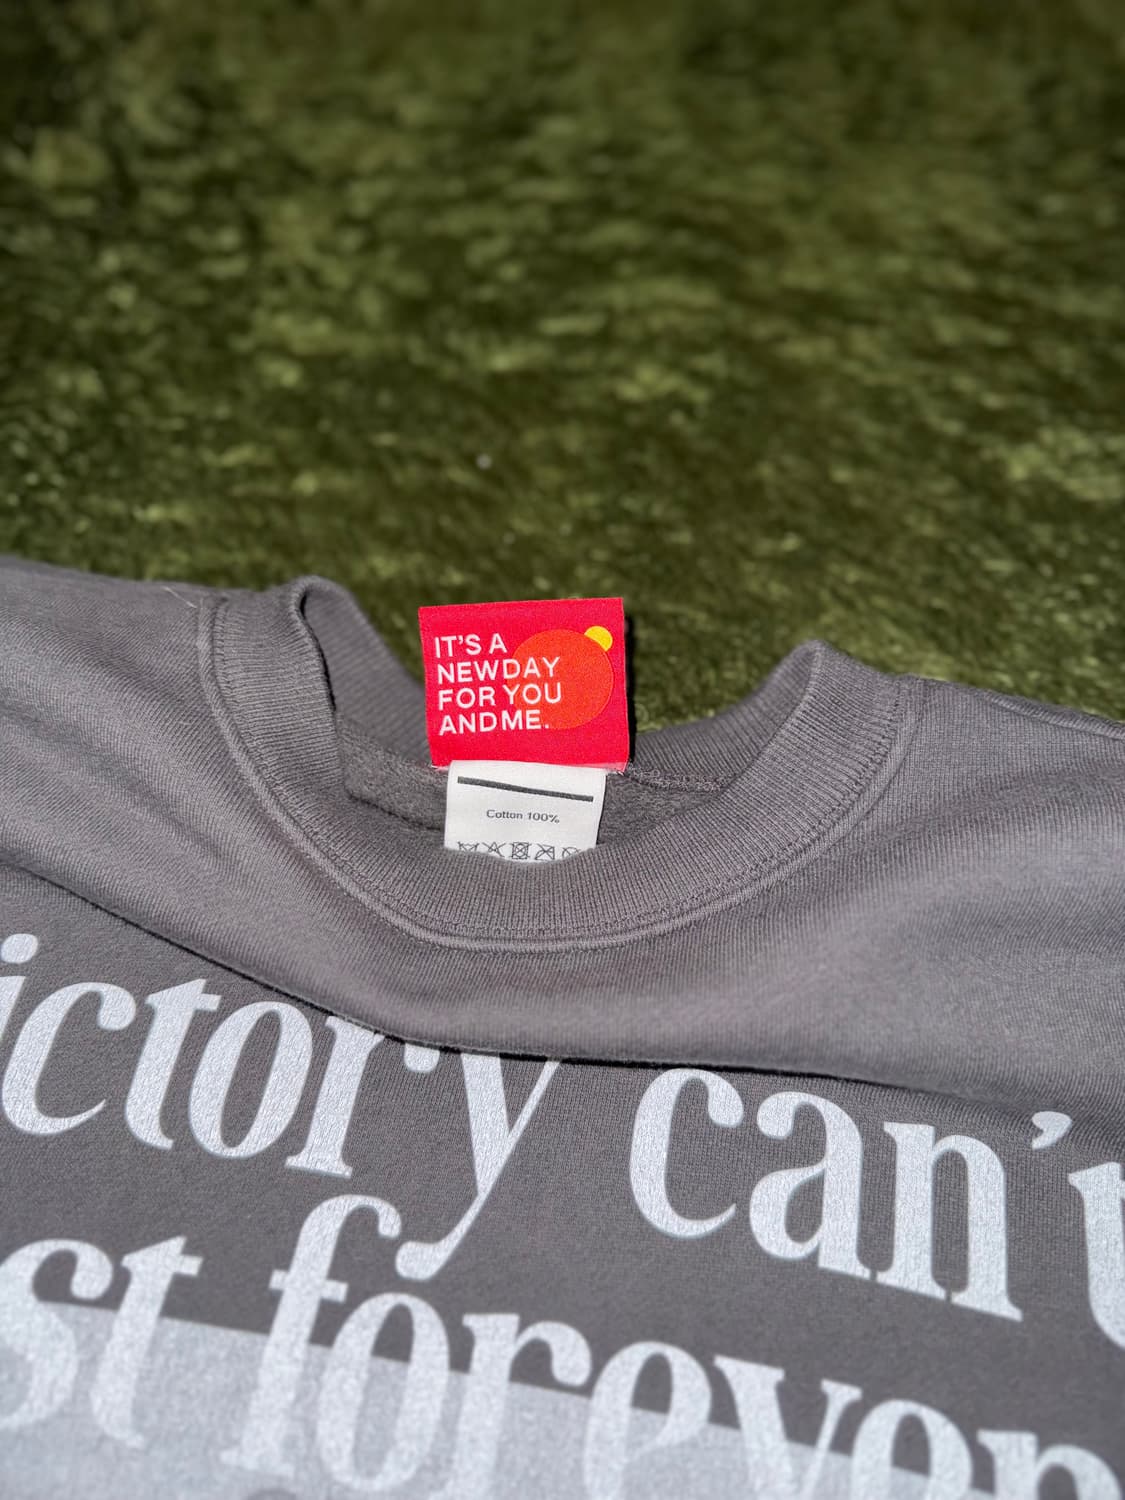 IT'S A
NEWDAY
FOR YOU
ANDME.
Cotton 100%
ictory can't
st forever